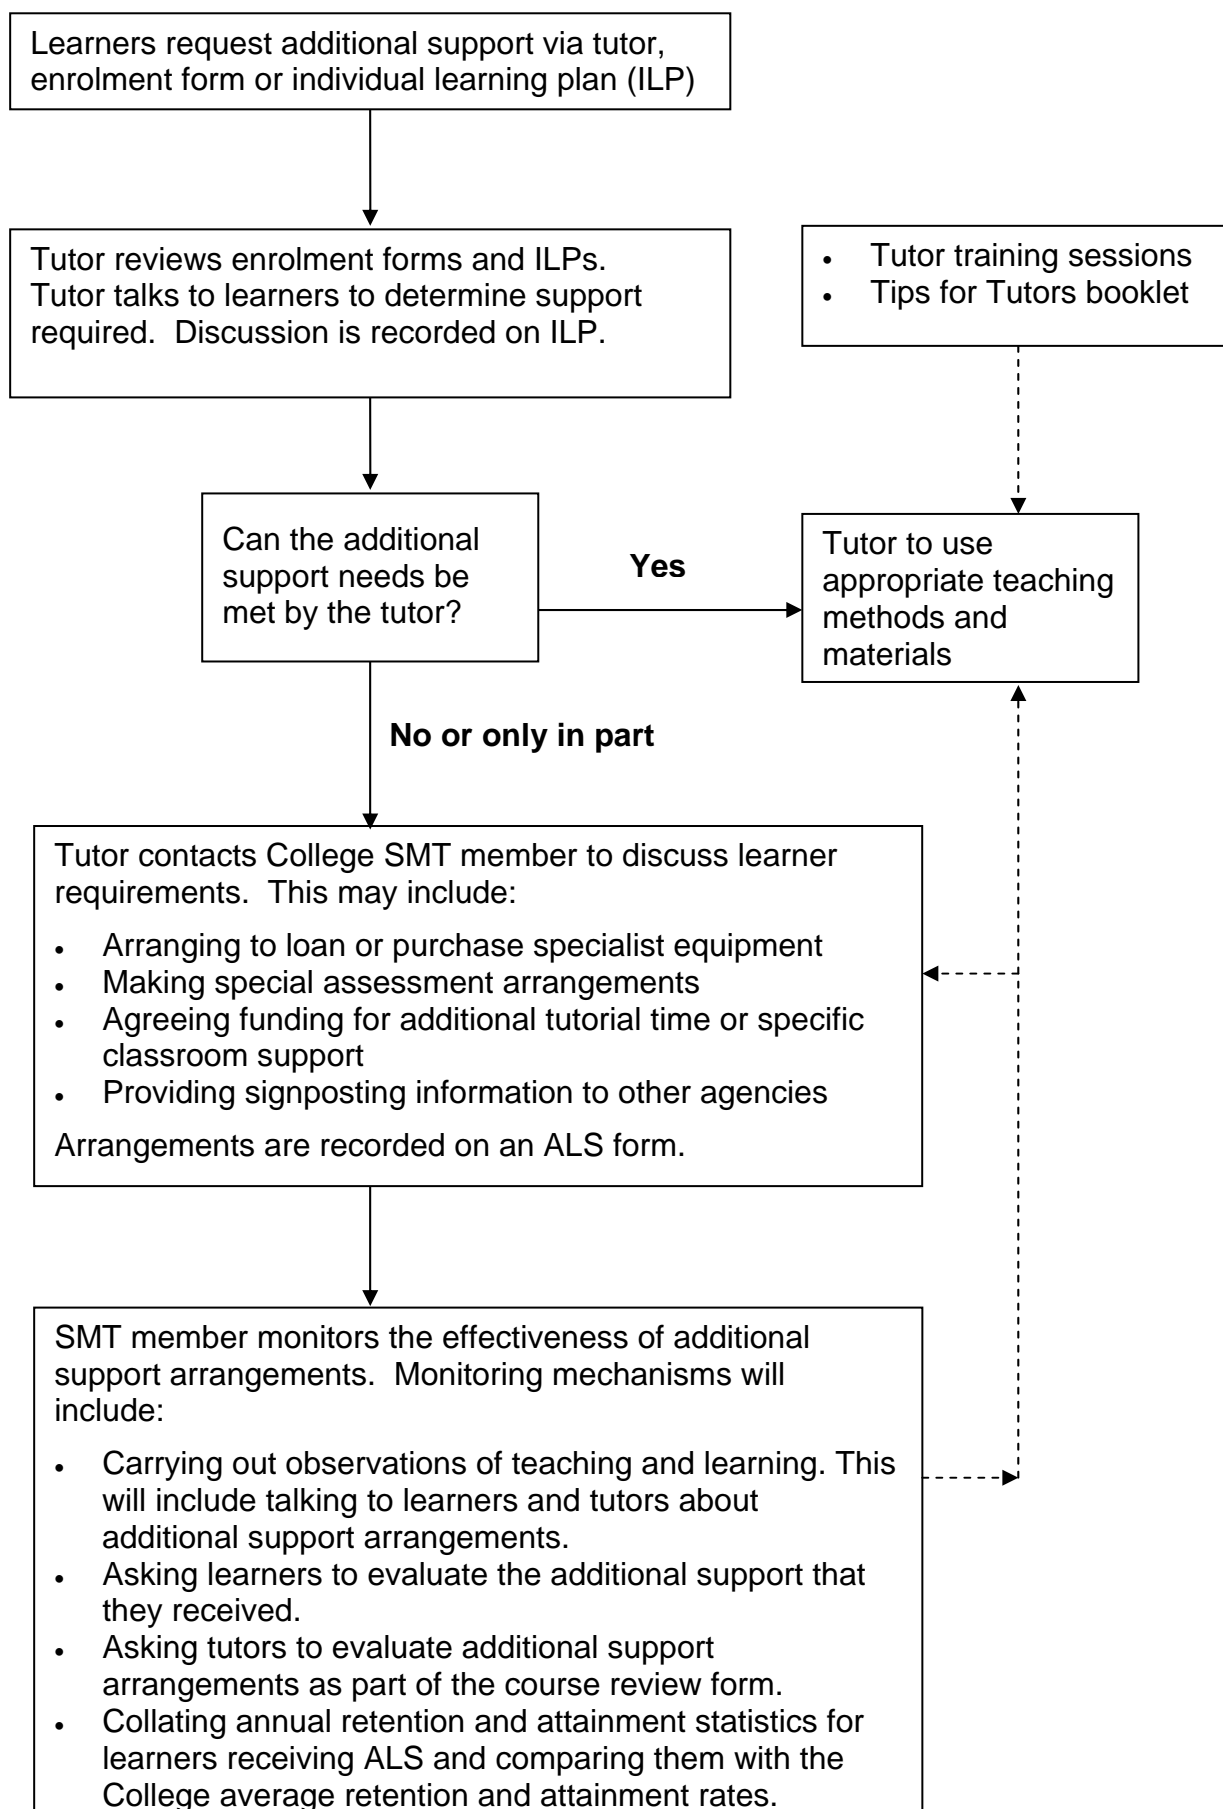 Learners request additional support via tutor,
enrolment form or individual learning plan (ILP)
Tutor reviews enrolment forms and ILPs.
Tutor talks to learners to determine support
required.  Discussion is recorded on ILP.
• Tutor training sessions
• Tips for Tutors booklet
Can the additional
support needs be
met by the tutor?
Yes
Tutor to use
appropriate teaching
methods and
materials
No or only in part
Tutor contacts College SMT member to discuss learner
requirements.  This may include:
• Arranging to loan or purchase specialist equipment
• Making special assessment arrangements
• Agreeing funding for additional tutorial time or specific
classroom support
• Providing signposting information to other agencies
Arrangements are recorded on an ALS form.
SMT member monitors the effectiveness of additional
support arrangements.  Monitoring mechanisms will
include:
• Carrying out observations of teaching and learning. This
will include talking to learners and tutors about
additional support arrangements.
• Asking learners to evaluate the additional support that
they received.
• Asking tutors to evaluate additional support
arrangements as part of the course review form.
• Collating annual retention and attainment statistics for
learners receiving ALS and comparing them with the
College average retention and attainment rates.